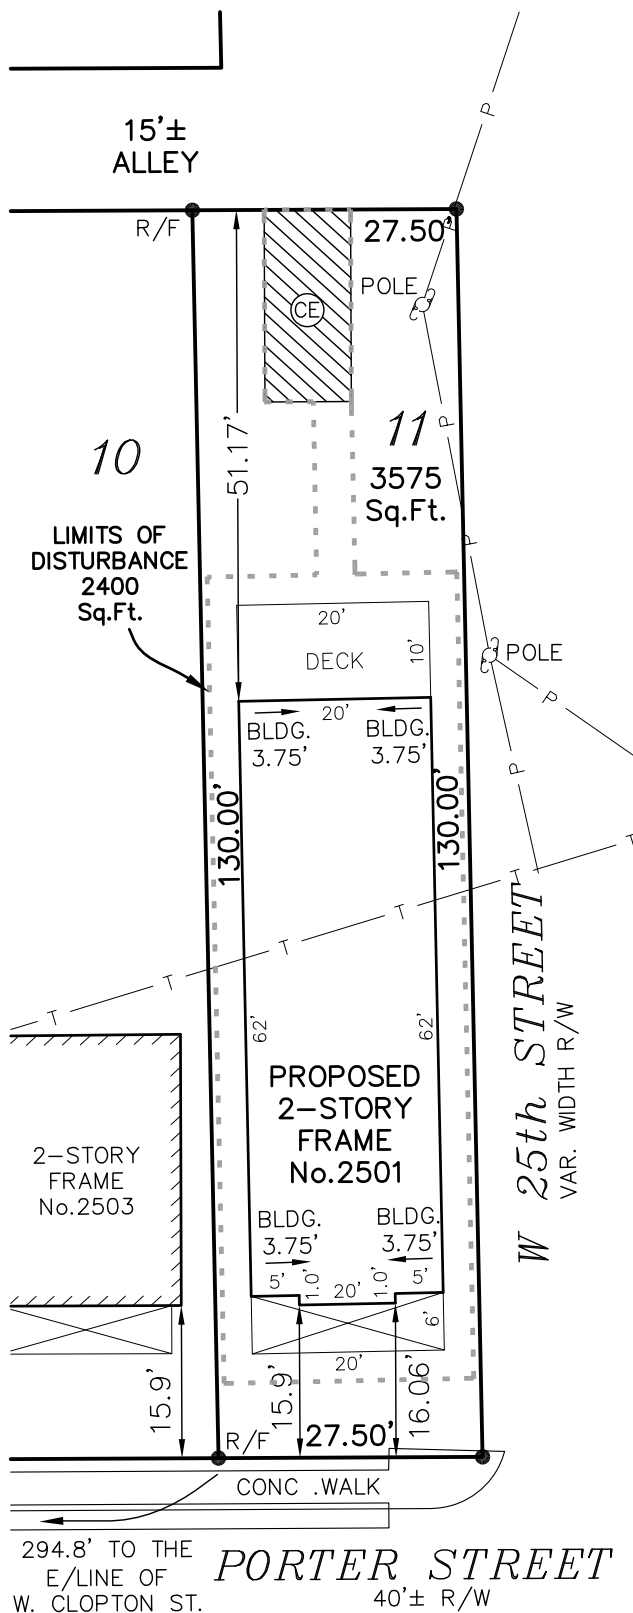 15'±
ALLEY
P
R/F
27.50'
P
POLE
CE
51.17'
11
P
10
3575
Sq.Ft.
LIMITS OF
DISTURBANCE
2400
Sq.Ft.
P
20'
DECK
10'
POLE
P
20'
BLDG.
3.75'
BLDG.
3.75'
P
130.00'
130.00'
T
T
T
T
T
T
62'
62'
W 25th STREET
VAR. WIDTH R/W
PROPOSED
2-STORY
FRAME
No.2501
2-STORY
FRAME
No.2503
BLDG.
3.75'
BLDG.
3.75'
5'
1.0'
20'
1.0'
5'
6'
20'
15.9'
15.9'
16.06'
R/F
27.50'
CONC .WALK
294.8' TO THE
E/LINE OF
W. CLOPTON ST.
PORTER STREET
40'± R/W